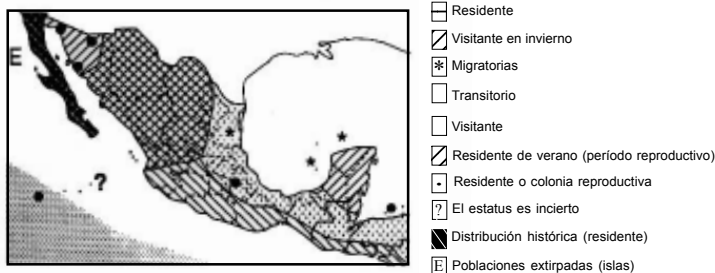 E
?
*
*
*
Residente
Visitante en invierno
* Migratorias
Transitorio
Visitante
Residente de verano (período reproductivo)
Residente o colonia reproductiva
? El estatus es incierto
Distribución histórica (residente)
E Poblaciones extirpadas (islas)